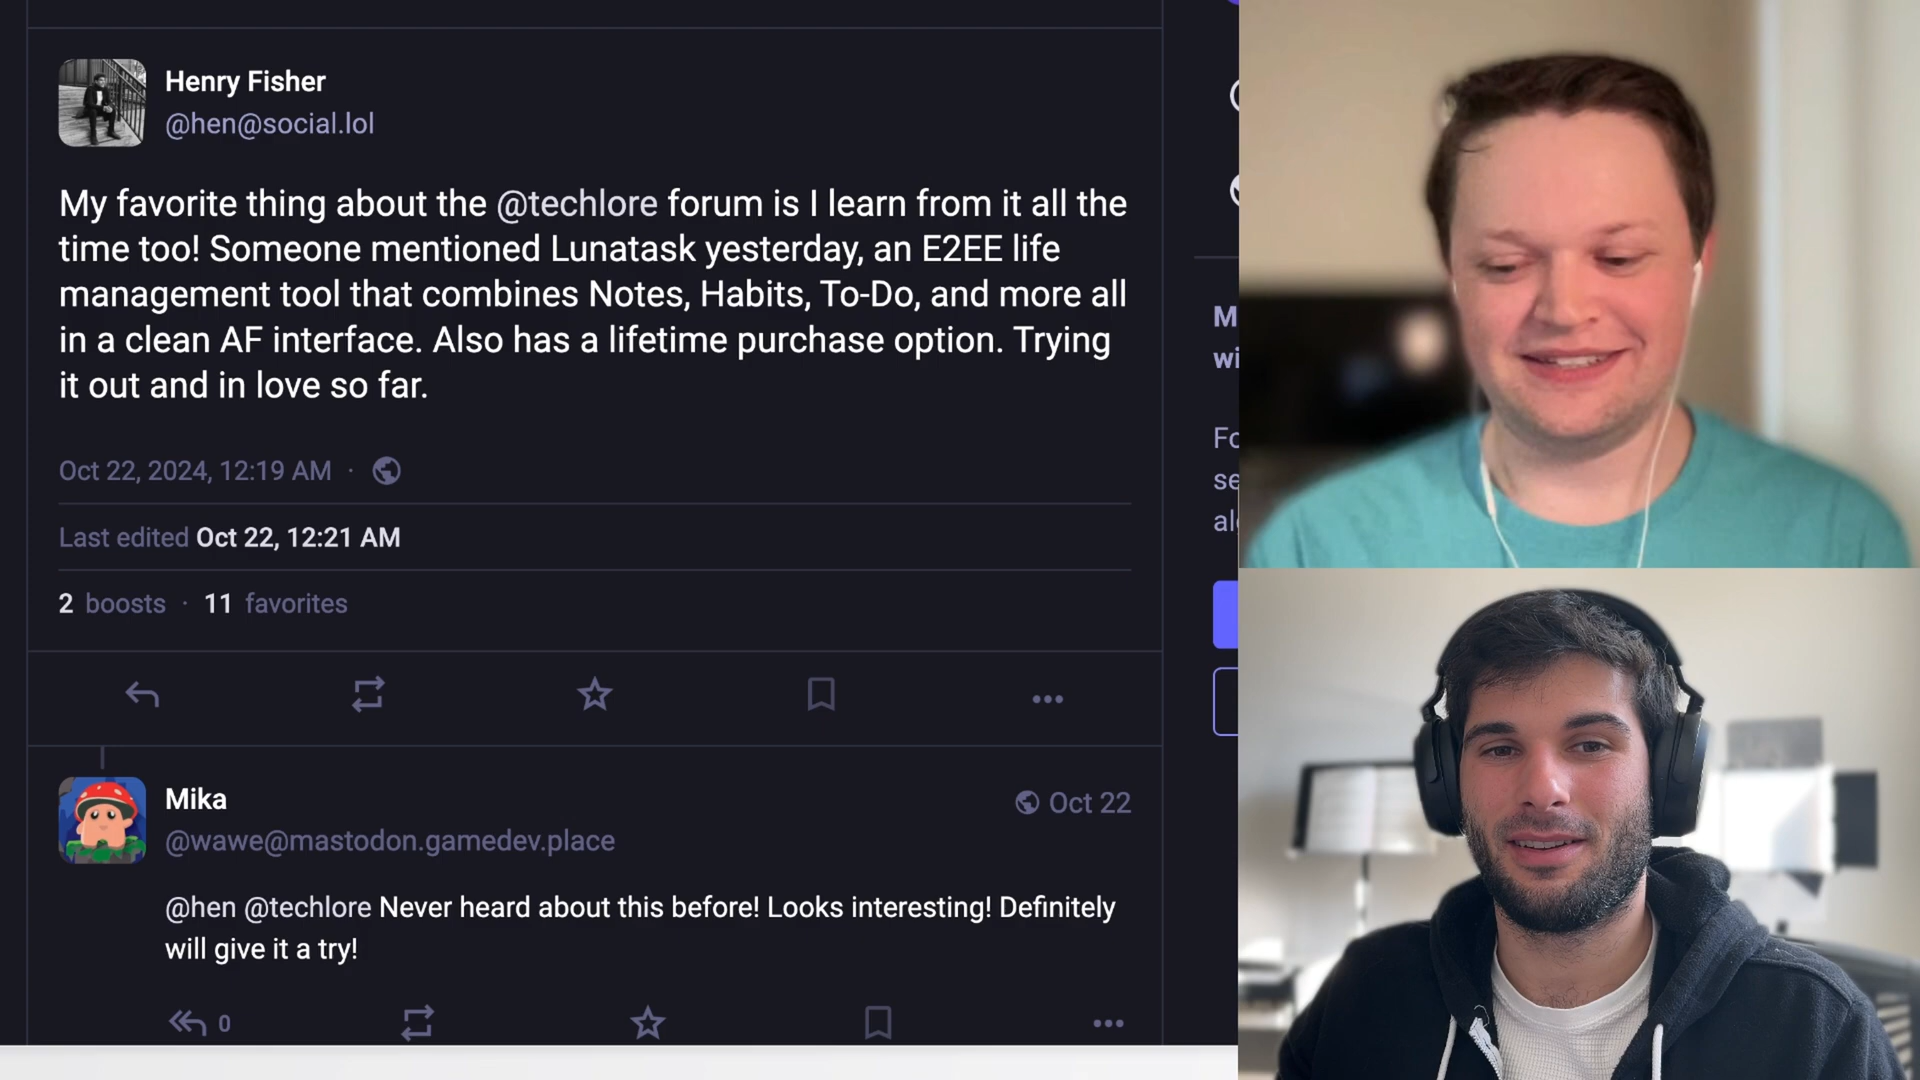 Henry Fisher
@hen@social.lol
My favorite thing about the @techlore forum is I learn from it all the
time too! Someone mentioned Lunatask yesterday, an E2EE life
management tool that combines Notes, Habits, To-Do, and more all
in a clean AF interface. Also has a lifetime purchase option. Trying
it out and in love so far.
Oct 22, 2024, 12:19 AM ·
Last edited Oct 22, 12:21 AM
2 boosts · 11 favorites
Mika
Oct 22
@wawe@mastodon.gamedev.place
@hen @techlore Never heard about this before! Looks interesting! Definitely
will give it a try!
0